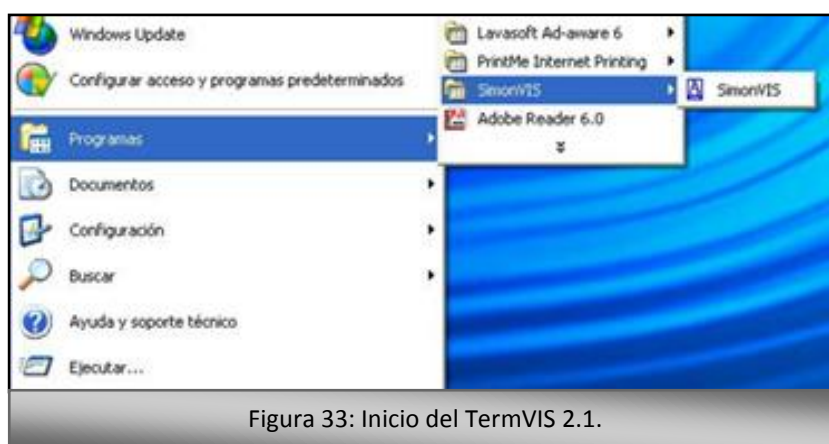 Windows Update
Configurar acceso y programas predeterminados
Programas
Documentos
Configuración
Buscar
Ayuda y soporte técnico
Ejecutar...
Lavasoft Ad-aware 6
PrintMe Internet Printing
SimonVIS
Adobe Reader 6.0
SimonVIS
Figura 33: Inicio del TermVIS 2.1.